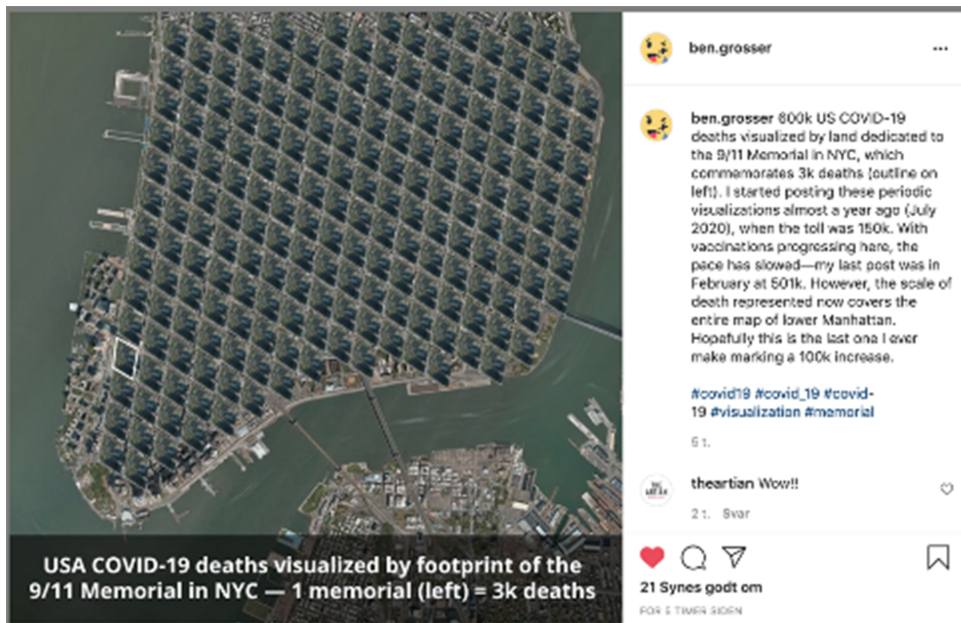 ben.grosser
ben.grosser 600k US COVID-19
deaths visualized by land dedicated to
the 9/11 Memorial in NYC, which
commemorates 3k deaths (outline on
left). I started posting these periodic
visualizations almost a year ago (July
2020), when the toll was 150k. With
vaccinations progressing here, the
pace has slowed—my last post was in
February at 501k. However, the scale of
death represented now covers the
entire map of lower Manhattan.
Hopefully this is the last one I ever
make marking a 100k increase.
#covid19 #covid_19 #covid-
19 #visualization #memorial
5 t.
theartian Wow!!
2 t. Svar
21 Synes godt om
FOR 5 TIMER SIDEN
USA COVID-19 deaths visualized by footprint of the
9/11 Memorial in NYC — 1 memorial (left) = 3k deaths